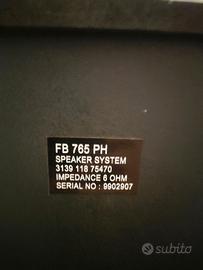 FB 765 PH
SPEAKER SYSTEM
3139 118 75470
IMPEDANCE 6 OHM
SERIAL NO : 9902907
subito